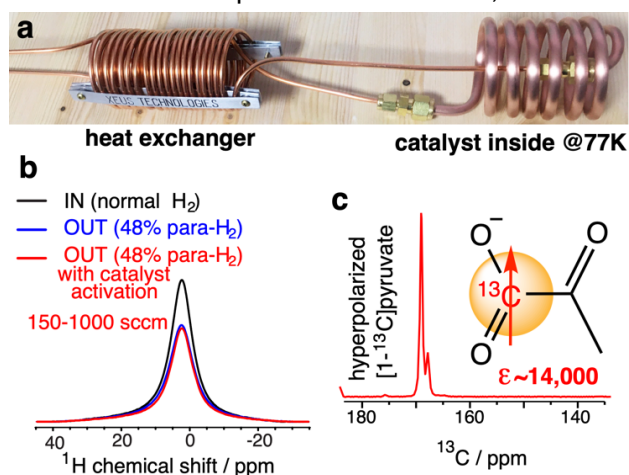 a
XEUS TECHNOLOGIES
heat exchanger
catalyst inside @77K
b
IN (normal H₂)
OUT (48% para-H₂)
OUT (48% para-H₂)
with catalyst
activation
150-1000 sccm
40 20 0 -20
¹H chemical shift / ppm
c
hyperpolarized
[1-¹³C]pyruvate
O⁻
O
¹³C
O
ε~14,000
180 160 140
¹³C / ppm